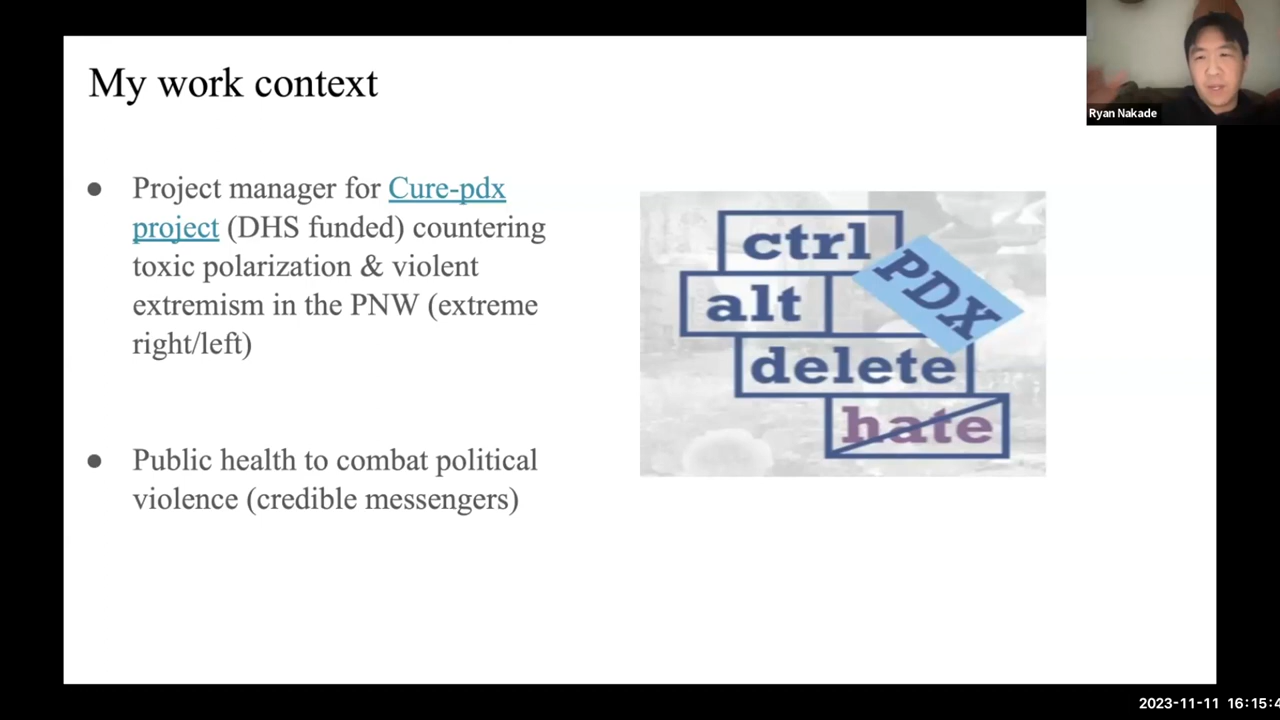 My work context
Ryan Nakade
● Project manager for Cure-pdx
project (DHS funded) countering
toxic polarization & violent
extremism in the PNW (extreme
right/left)
● Public health to combat political
violence (credible messengers)
ctrl
PDX
alt
delete
hate
2023-11-11 16:15:4